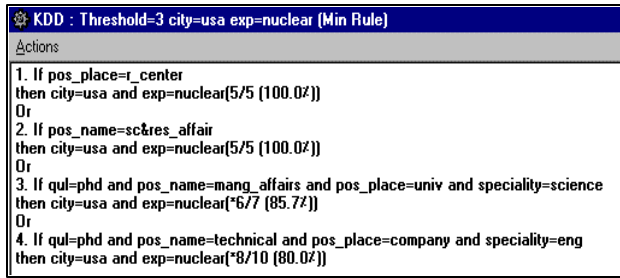 KDD : Threshold=3 city=usa exp=nuclear (Min Rule)
Actions
1. If pos_place=r_center
then city=usa and exp=nuclear(5/5 (100.0%))
Or
2. If pos_name=sc&res_affair
then city=usa and exp=nuclear(5/5 (100.0%))
Or
3. If qul=phd and pos_name=mang_affairs and pos_place=univ and speciality=science
then city=usa and exp=nuclear(*6/7 (85.7%))
Or
4. If qul=phd and pos_name=technical and pos_place=company and speciality=eng
then city=usa and exp=nuclear(*8/10 (80.0%))